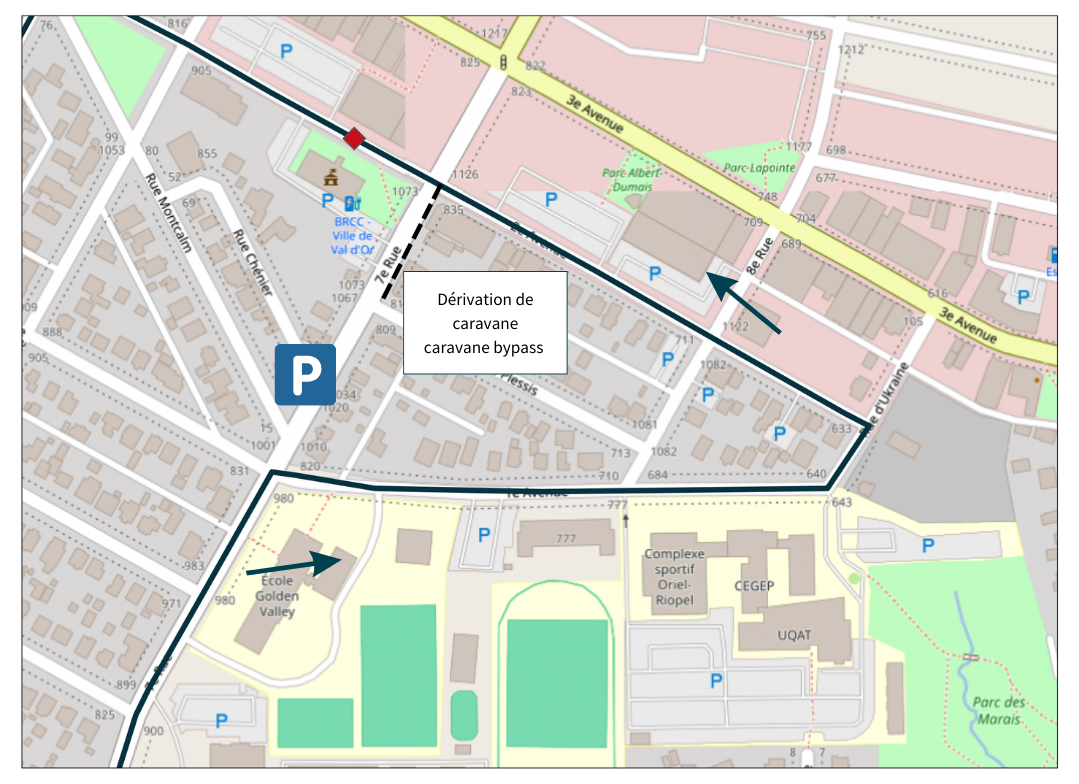 76
816
1217
755
1212
825
822
905
823
3e Avenue
99
1053
80
855
1177
698
Parc-Lapointe
52
1126
Parc-Albert-
Dumais
677
69
1073
748
835
709
704
Rue Montcalm
BRCC -
Ville de
Val d'Or
2e Avenue
689
8e Rue
Rue Chénier
7e Rue
1073
1067
Dérivation de
caravane
caravane bypass
616
3e Avenue
105
888
905
809
1122
711
1082
Plessis
Rue d'Ukraine
P
1020
15
1001
1010
1081
633
831
820
713
1082
710
684
640
980
1e Avenue
777
643
777
983
École
Golden
Valley
980
971
Complexe
sportif
Oriel-
Riopel
CEGEP
UQAT
7e Rue
899
825
900
Parc des
Marais
8
7